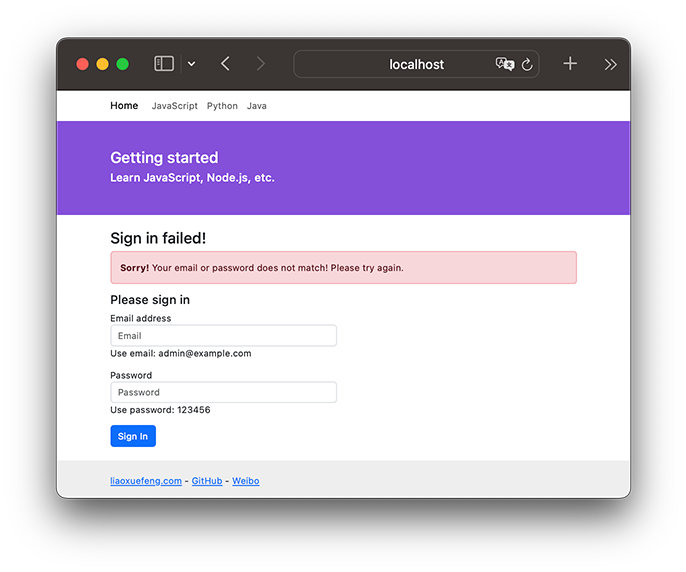 localhost
Home JavaScript Python Java
Getting started
Learn JavaScript, Node.js, etc.
Sign in failed!
Sorry! Your email or password does not match! Please try again.
Please sign in
Email address
Email
Use email: admin@example.com
Password
Password
Use password: 123456
Sign In
liaoxuefeng.com - GitHub - Weibo